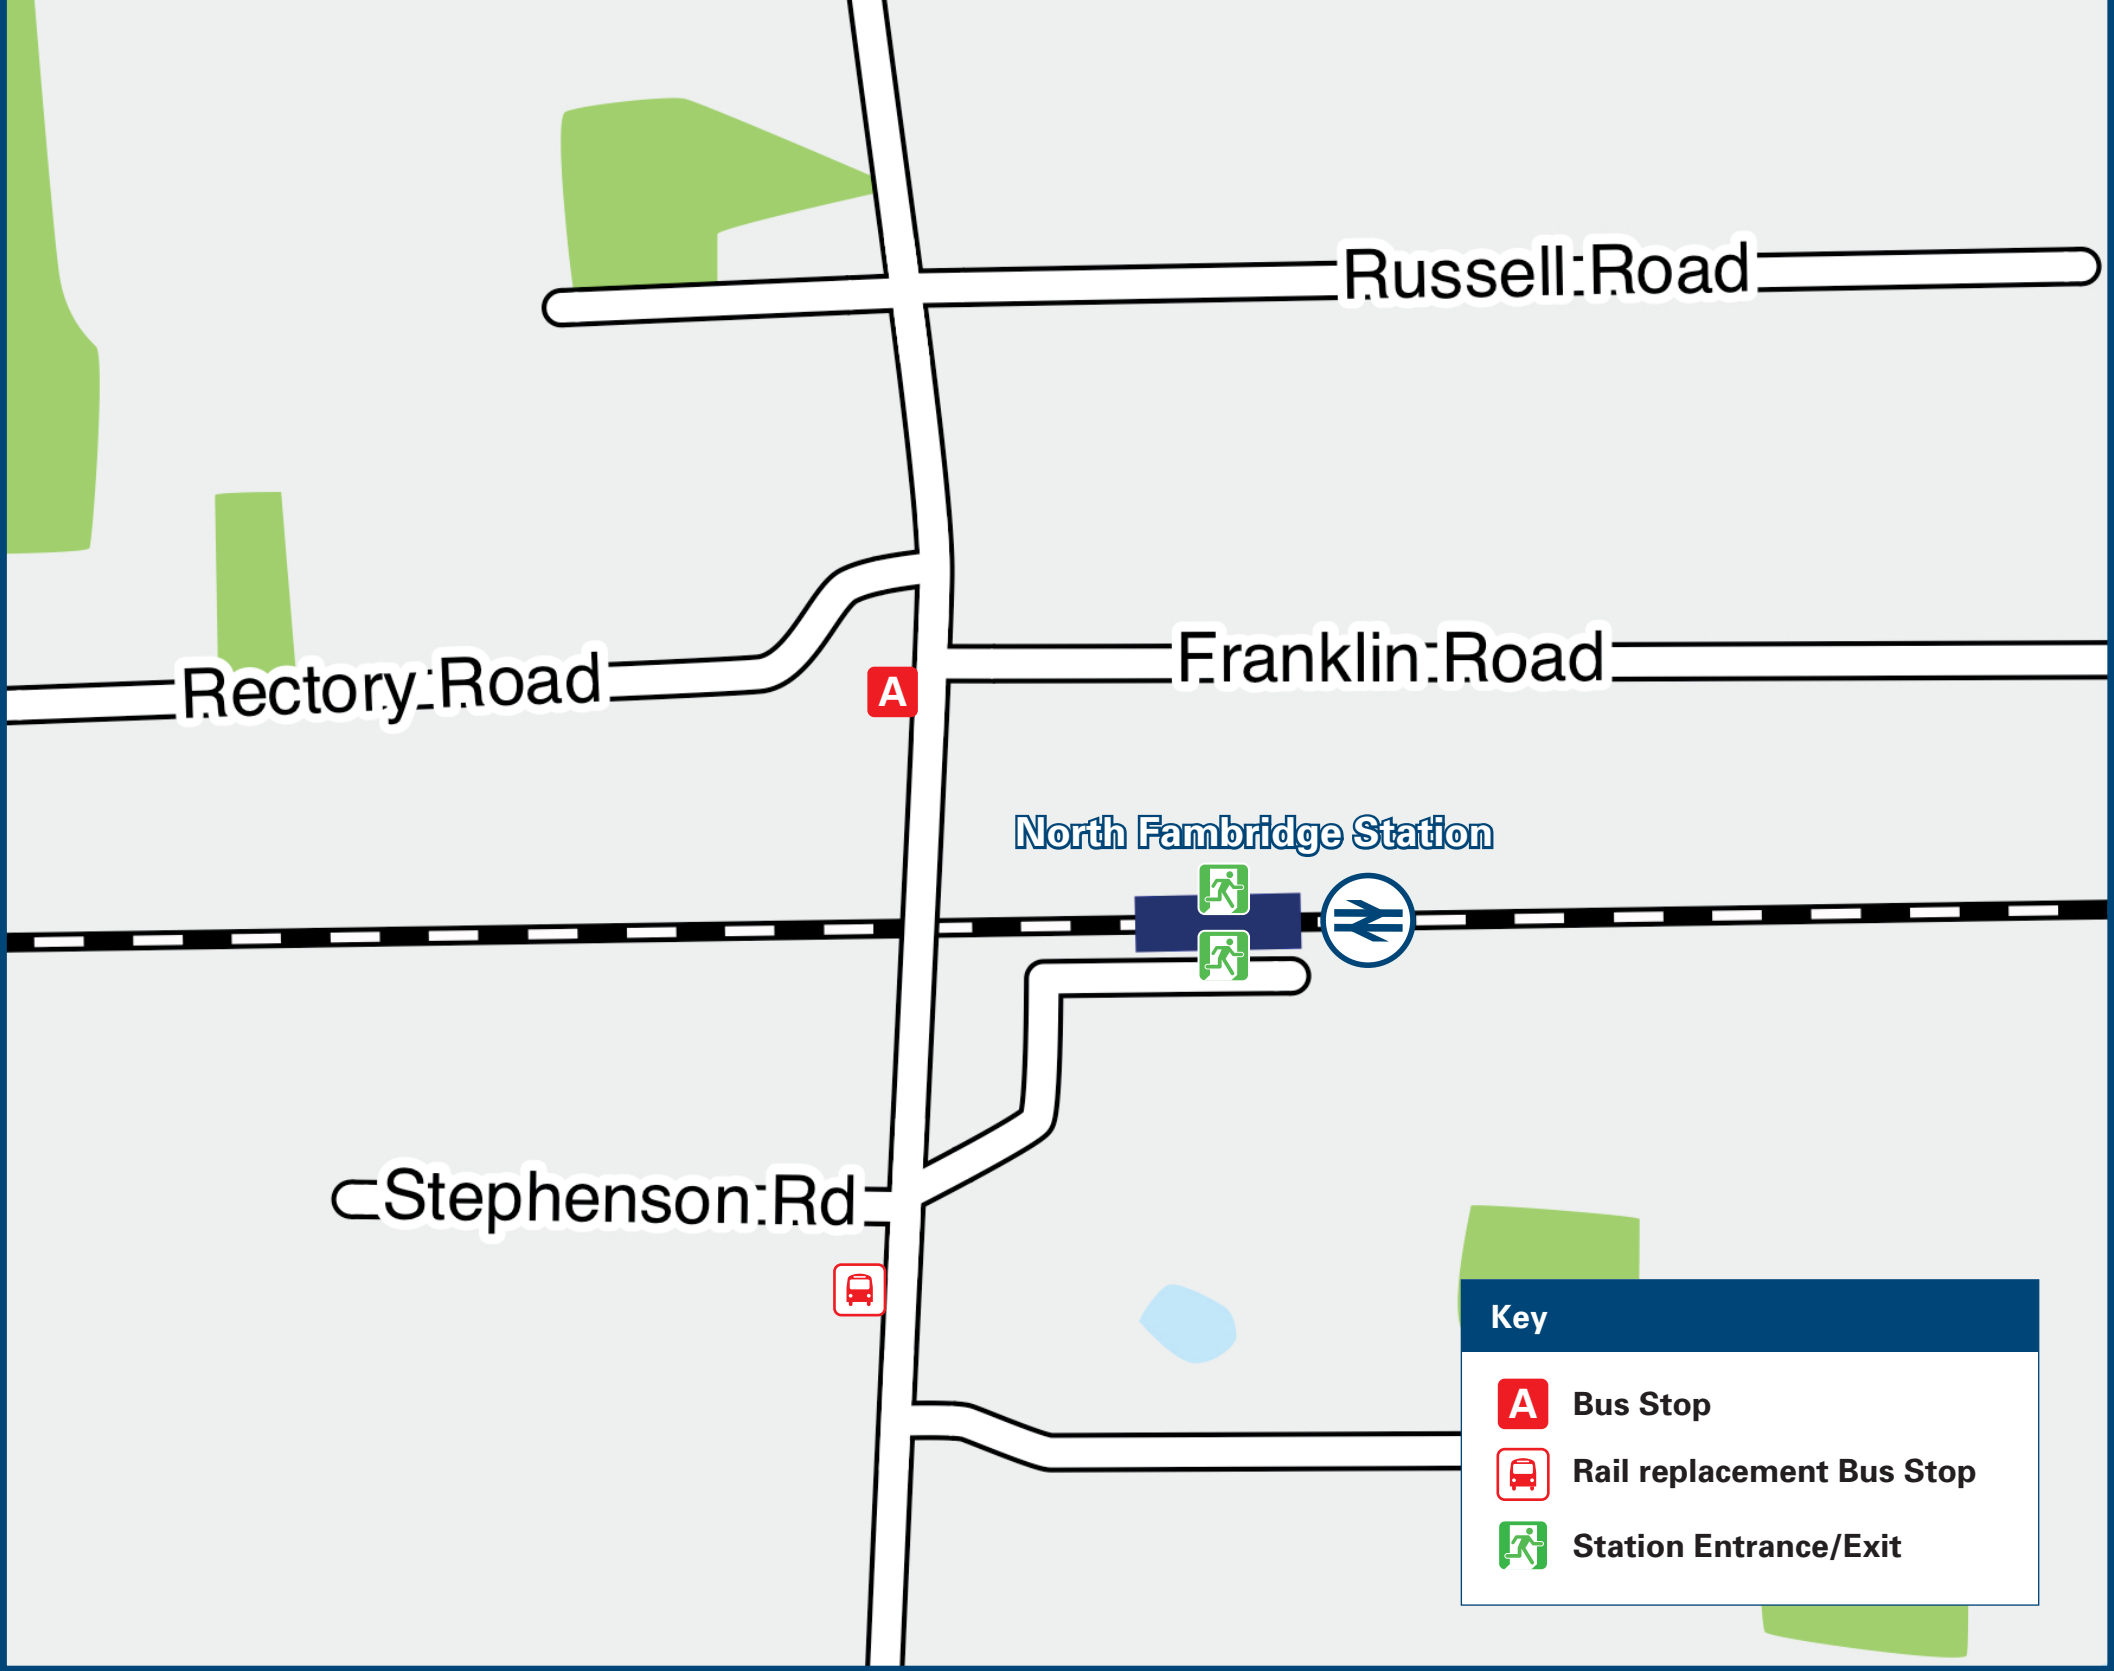 Russell Road
Franklin Road
Rectory Road
A
North Fambridge Station
Stephenson Rd
Key
A Bus Stop
Rail replacement Bus Stop
Station Entrance/Exit